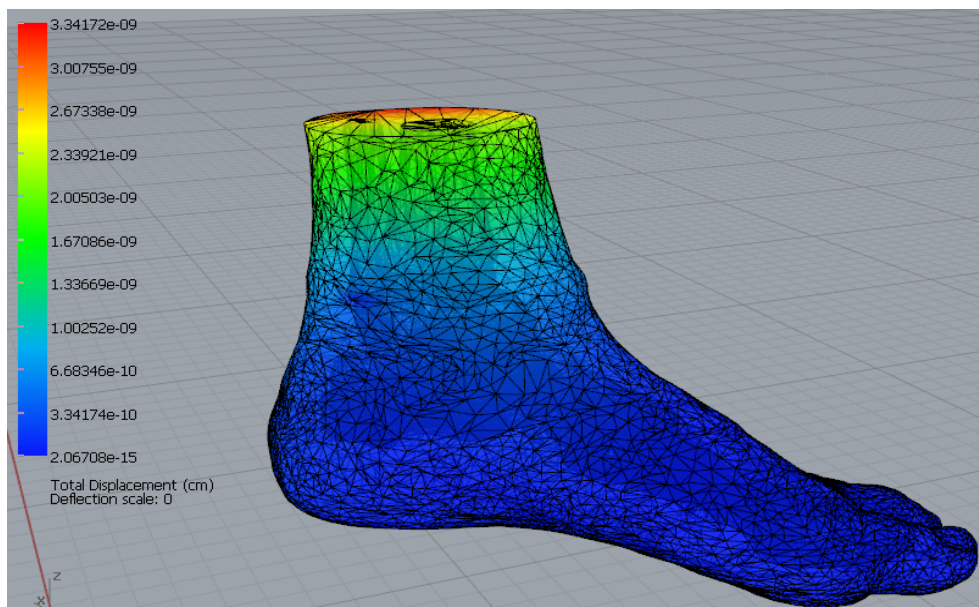 3.34172e-09
3.00755e-09
2.67338e-09
2.33921e-09
2.00503e-09
1.67086e-09
1.33669e-09
1.00252e-09
6.68346e-10
3.34174e-10
2.06708e-15
Total Displacement (cm)
Deflection scale: 0
z
x